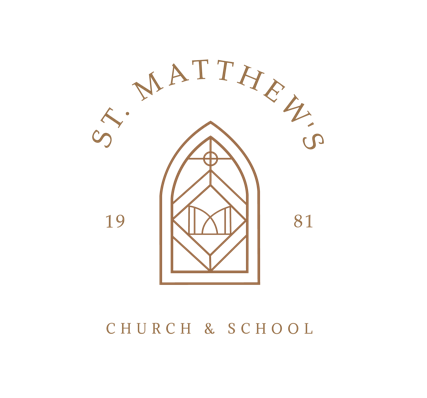 ST. MATTHEW'S
19 81
CHURCH & SCHOOL